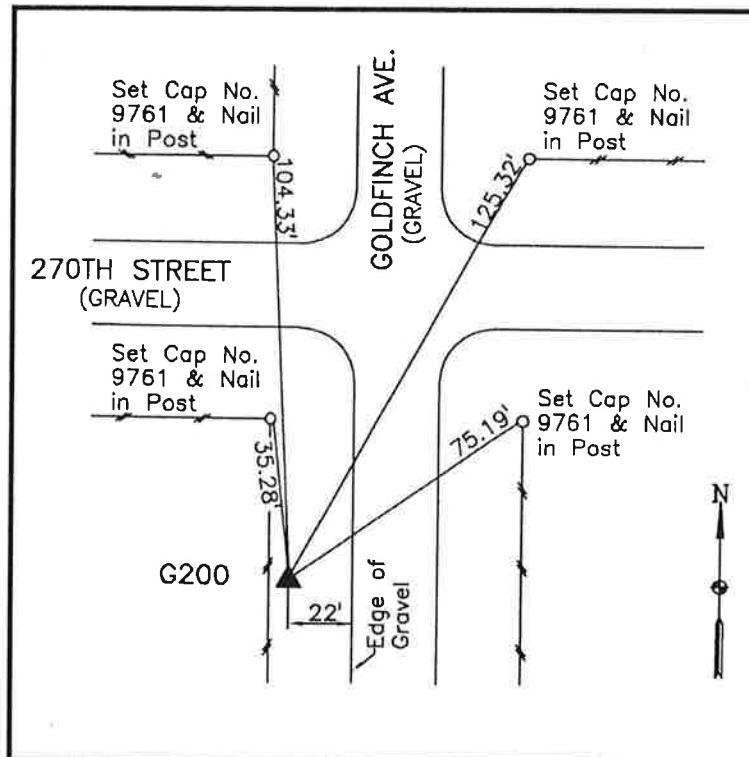 Set Cap No.
9761 & Nail
in Post
104.33'
GOLDFINCH AVE.
(GRAVEL)
125.32'
Set Cap No.
9761 & Nail
in Post
270TH STREET
(GRAVEL)
Set Cap No.
9761 & Nail
in Post
35.28'
75.19'
Set Cap No.
9761 & Nail
in Post
N
G200
22'
Edge of
Gravel